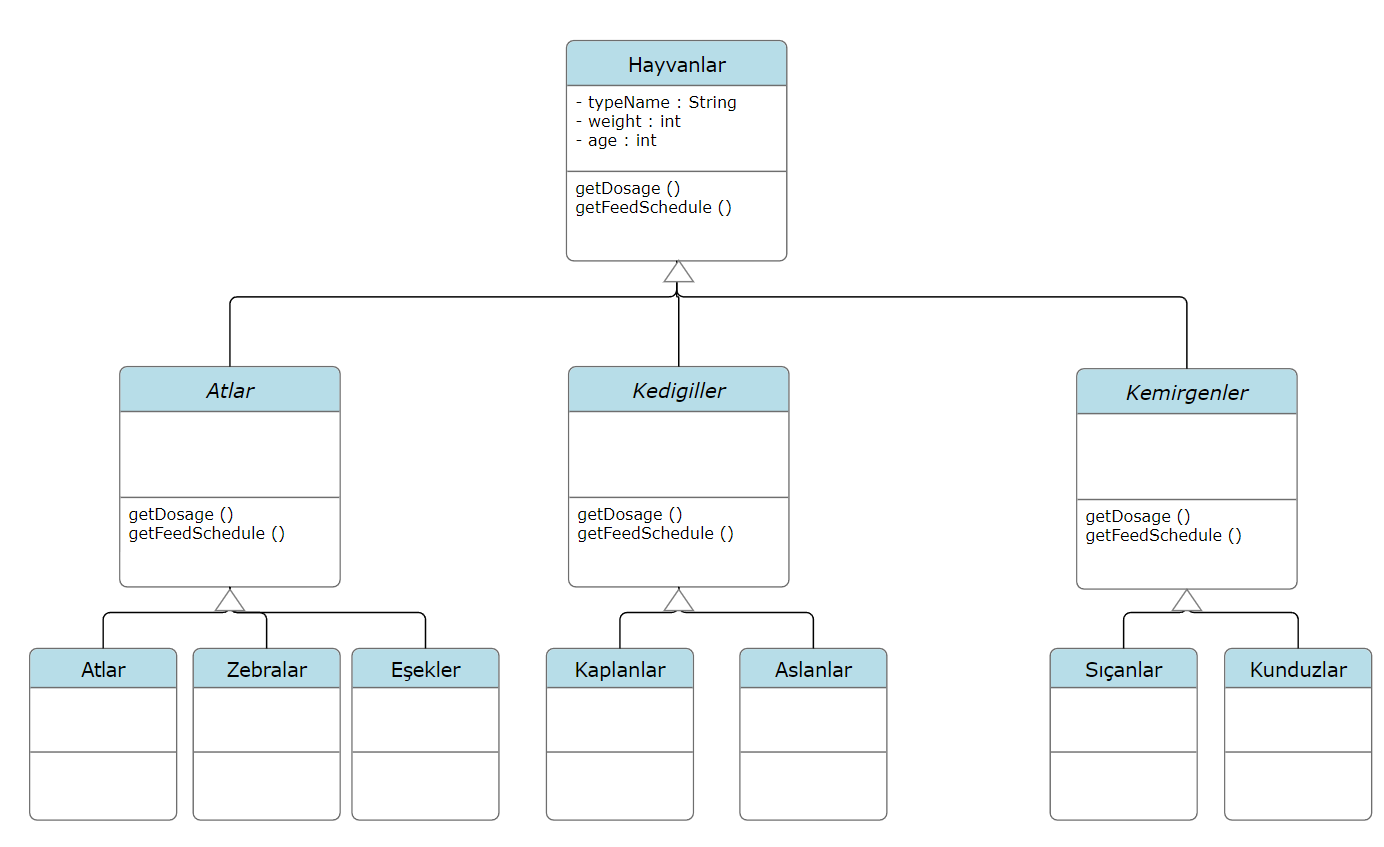 Hayvanlar
- typeName : String
- weight : int
- age : int
getDosage ()
getFeedSchedule ()
Atlar
getDosage ()
getFeedSchedule ()
Kedigiller
getDosage ()
getFeedSchedule ()
Kemirgenler
getDosage ()
getFeedSchedule ()
Atlar
Zebralar
Eşekler
Kaplanlar
Aslanlar
Sıçanlar
Kunduzlar